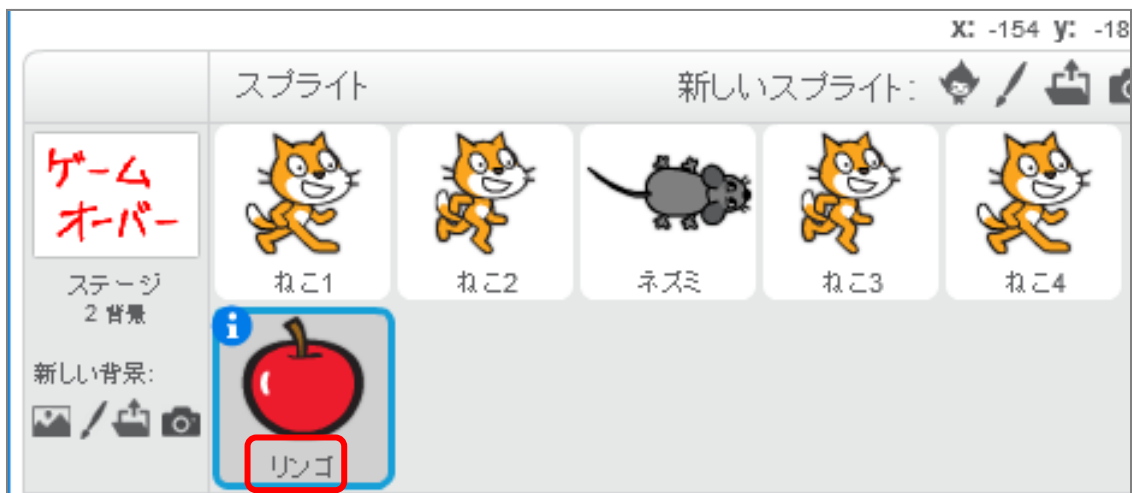 x: -154 y: -18
スプライト
新しいスプライト:
ゲーム
オーバー
ステージ
2 背景
新しい背景:
ねこ1
ねこ2
ネズミ
ねこ3
ねこ4
リンゴ